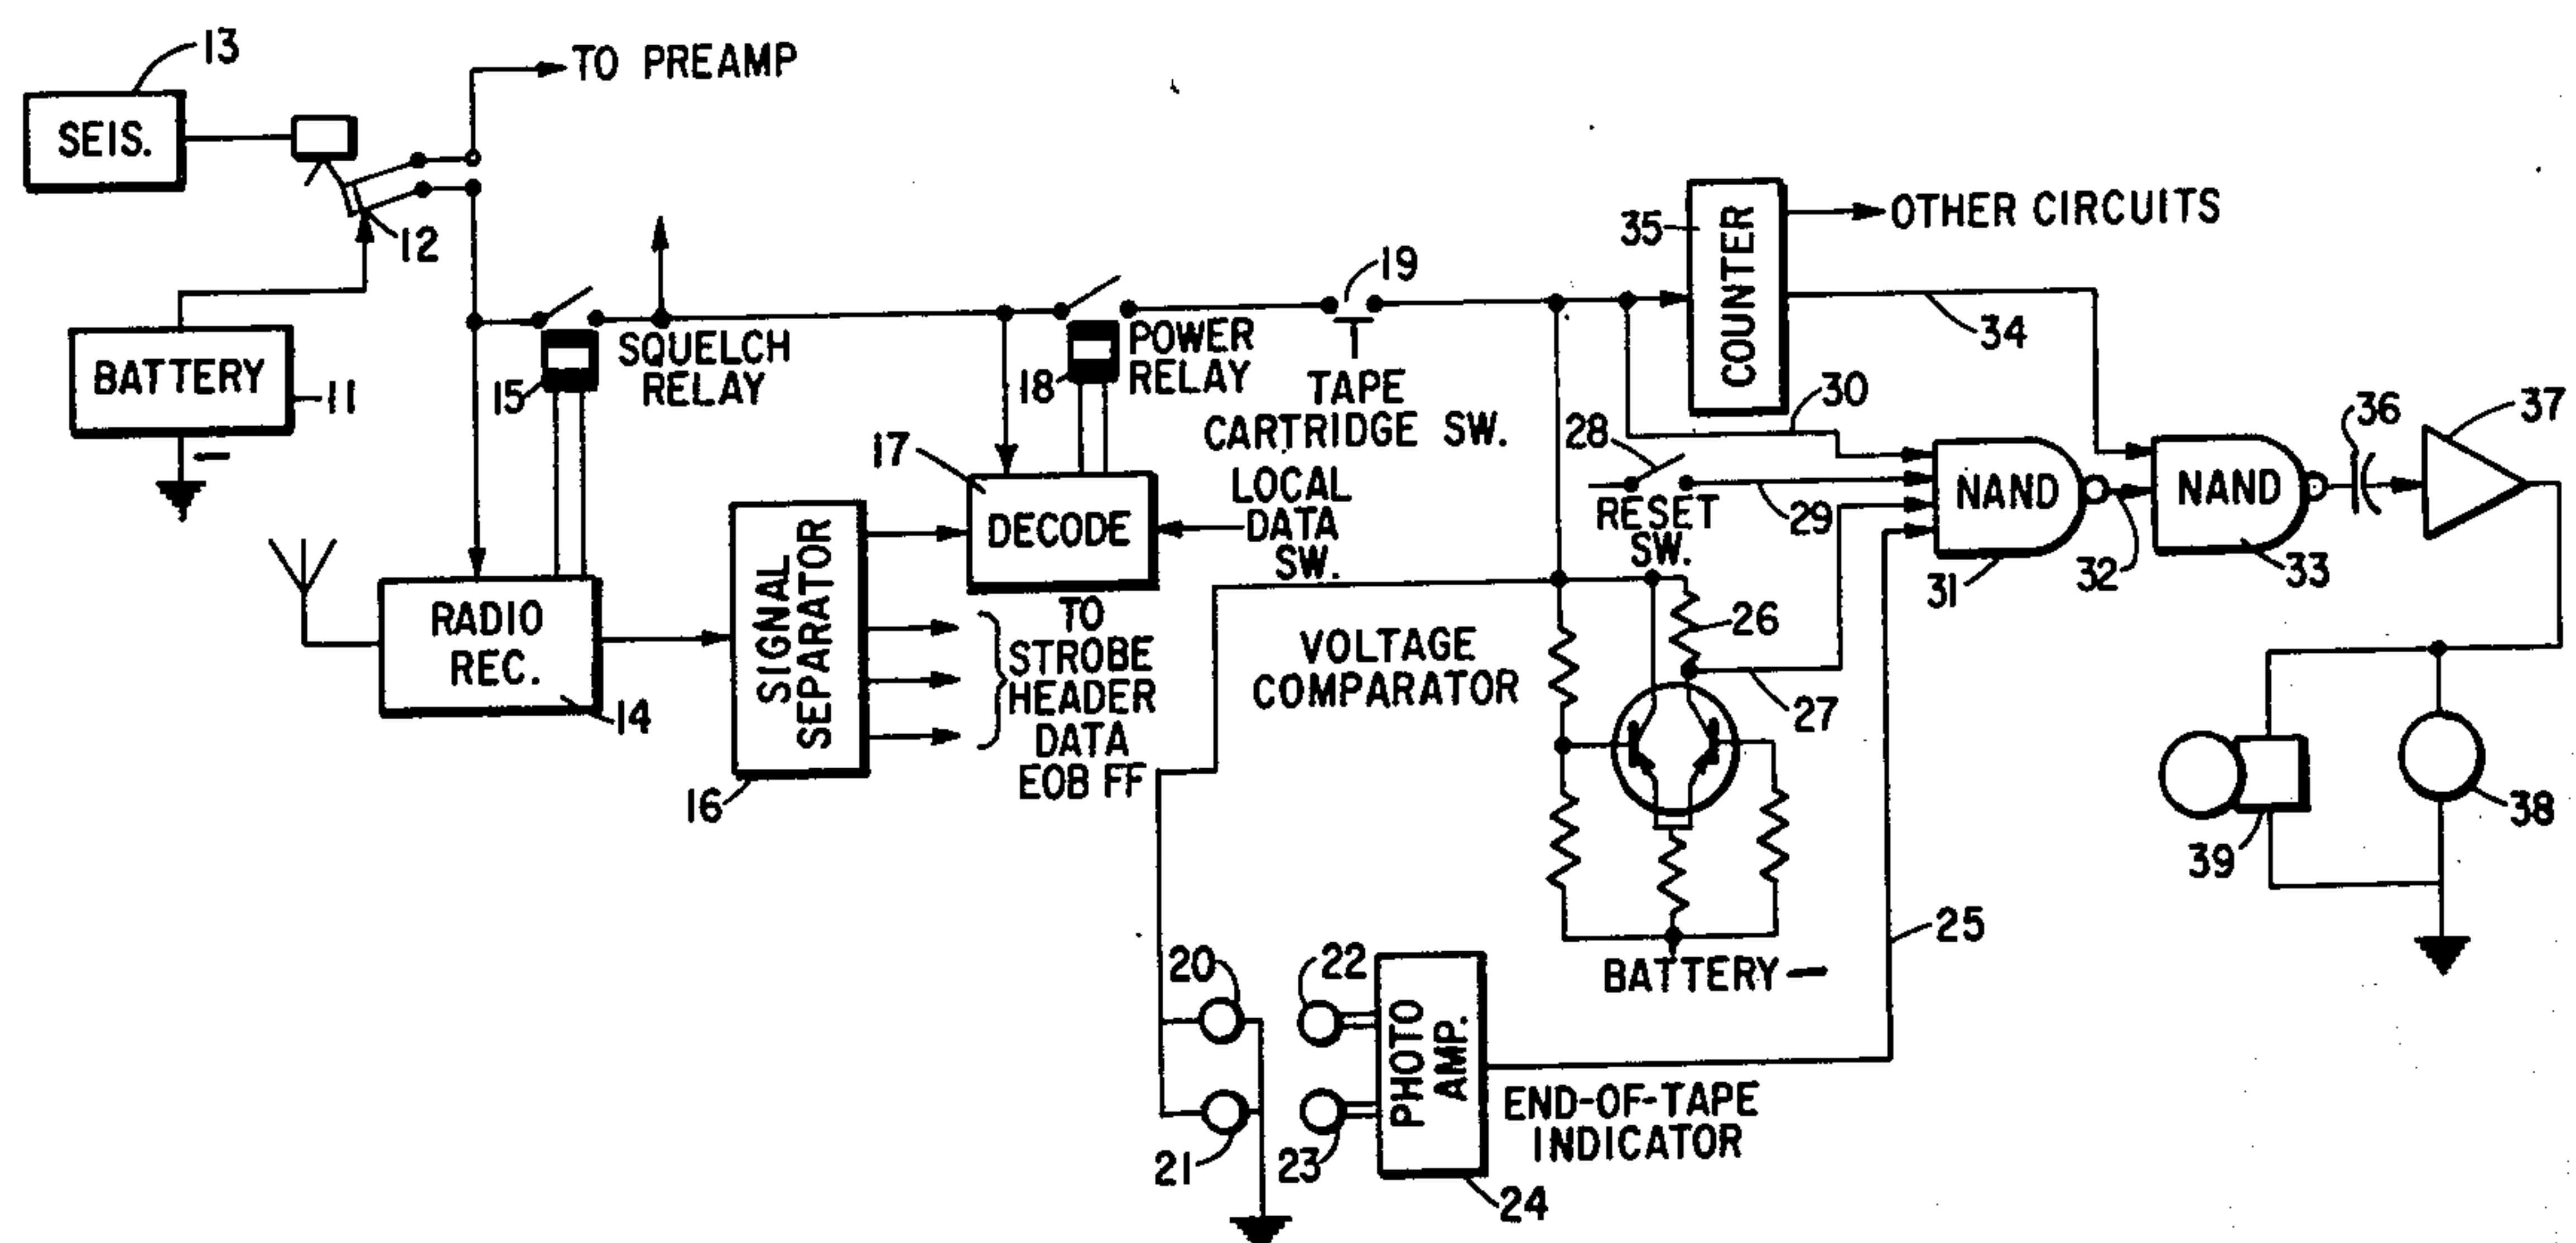 13
TO PREAMP
SEIS.
12
BATTERY
11
SQUELCH
RELAY
15
POWER
RELAY
18
19
TAPE
CARTRIDGE SW.
35
COUNTER
OTHER CIRCUITS
34
30
28
RESET
SW.
29
NAND
31
32
NAND
33
36
37
17
DECODE
LOCAL
DATA
SW.
RADIO
REC.
14
SIGNAL
SEPARATOR
16
TO
STROBE
HEADER
DATA
EOB FF
VOLTAGE
COMPARATOR
26
27
BATTERY –
25
20
21
22
23
PHOTO
AMP.
24
END-OF-TAPE
INDICATOR
38
39